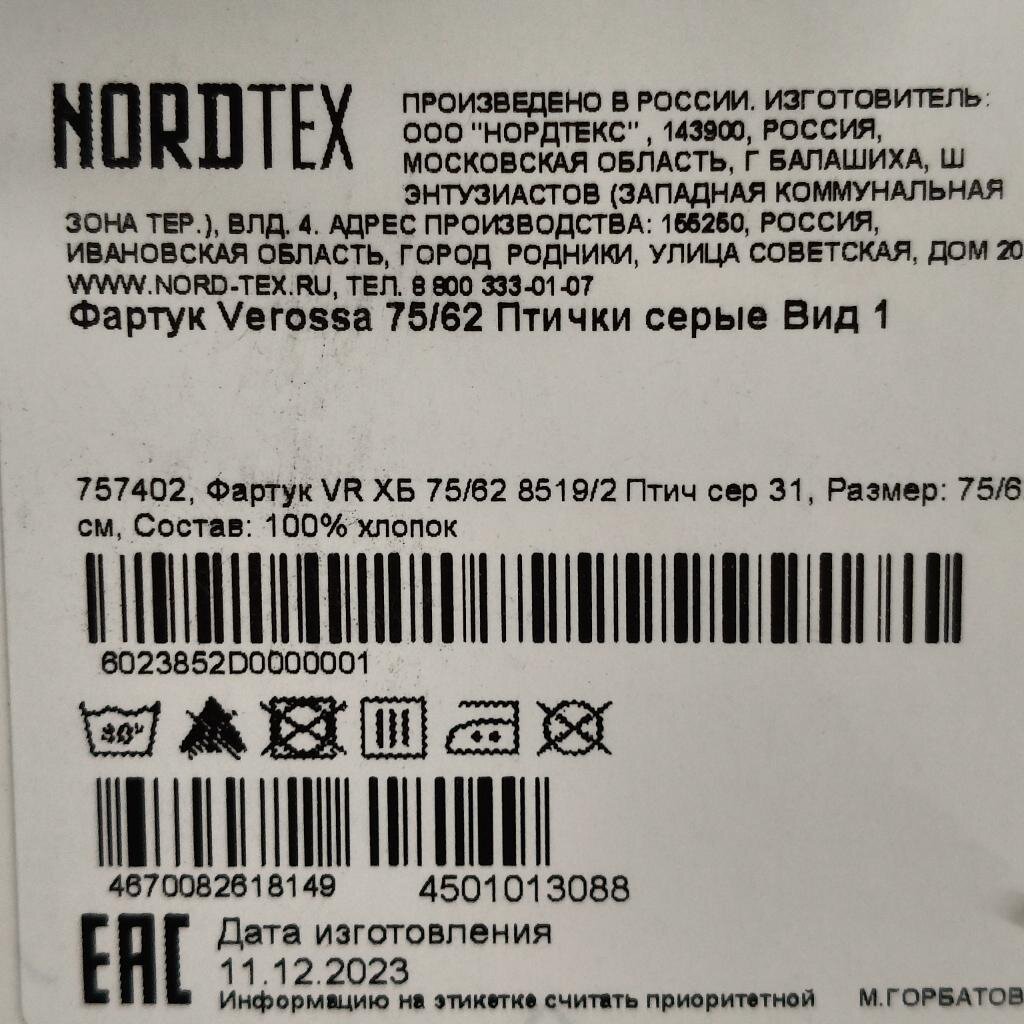 NORDTEX
ПРОИЗВЕДЕНО В РОССИИ. ИЗГОТОВИТЕЛЬ:
ООО "НОРДТЕКС" , 143900, РОССИЯ,
МОСКОВСКАЯ ОБЛАСТЬ, Г БАЛАШИХА, Ш
ЭНТУЗИАСТОВ (ЗАПАДНАЯ КОММУНАЛЬНАЯ
ЗОНА ТЕР.), ВЛД. 4. АДРЕС ПРОИЗВОДСТВА: 155250, РОССИЯ,
ИВАНОВСКАЯ ОБЛАСТЬ, ГОРОД РОДНИКИ, УЛИЦА СОВЕТСКАЯ, ДОМ 20
WWW.NORD-TEX.RU, ТЕЛ. 8 800 333-01-07
Фартук Verossa 75/62 Птички серые Вид 1
757402, Фартук VR ХБ 75/62 8519/2 Птич сер 31, Размер: 75/6
см, Состав: 100% хлопок
6023852D0000001
40°
4670082618149 4501013088
EAC
Дата изготовления
11.12.2023
Информацию на этикетке считать приоритетной М.ГОРБАТОВ